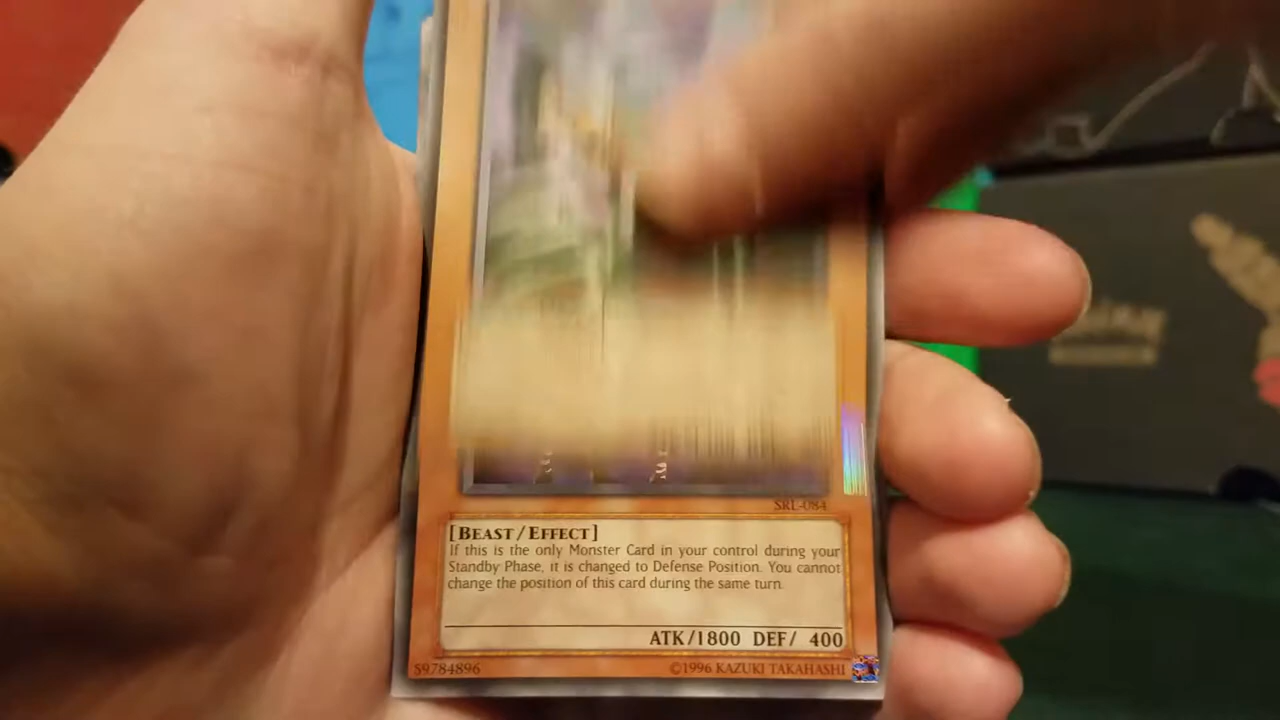 SRL-084
[BEAST/EFFECT]
If this is the only Monster Card in your control during your
Standby Phase, it is changed to Defense Position. You cannot
change the position of this card during the same turn.
ATK/1800 DEF/ 400
59784896
©1996 KAZUKI TAKAHASHI